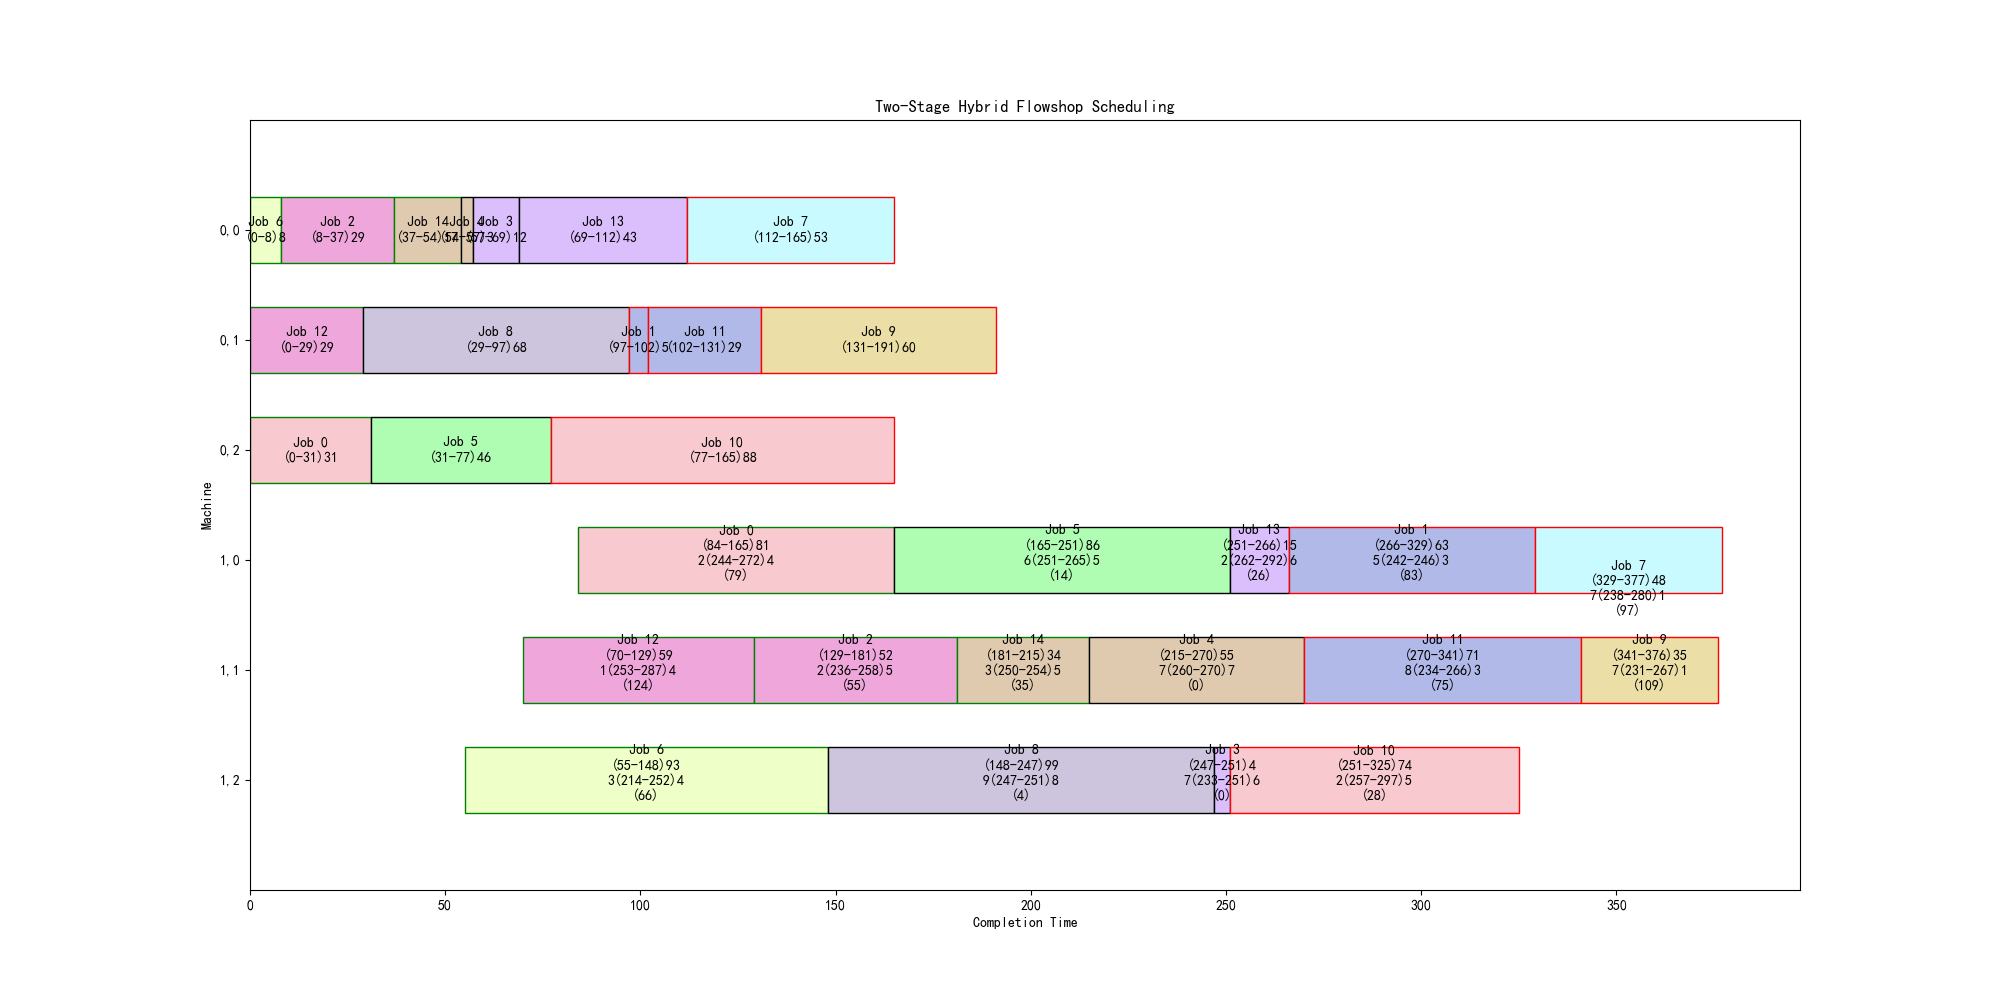 Two-Stage Hybrid Flowshop Scheduling
Machine
0,0
Job 6
(0-8)8
Job 2
(8-37)29
Job 14
(37-54)17
Job 4
(54-57)3
Job 3
(57-69)12
Job 13
(69-112)43
Job 7
(112-165)53
0,1
Job 12
(0-29)29
Job 8
(29-97)68
Job 1
(97-102)5
Job 11
(102-131)29
Job 9
(131-191)60
0,2
Job 0
(0-31)31
Job 5
(31-77)46
Job 10
(77-165)88
1,0
Job 0
(84-165)81
2(244-272)4
(79)
Job 5
(165-251)86
6(251-265)5
(14)
Job 13
(251-266)15
2(262-292)6
(26)
Job 1
(266-329)63
5(242-246)3
(83)
Job 7
(329-377)48
7(238-280)1
(97)
1,1
Job 12
(70-129)59
1(253-287)4
(124)
Job 2
(129-181)52
2(236-258)5
(55)
Job 14
(181-215)34
3(250-254)5
(35)
Job 4
(215-270)55
7(260-270)7
(0)
Job 11
(270-341)71
8(234-266)3
(75)
Job 9
(341-376)35
7(231-267)1
(109)
1,2
Job 6
(55-148)93
3(214-252)4
(66)
Job 8
(148-247)99
9(247-251)8
(4)
Job 3
(247-251)4
7(233-251)6
(0)
Job 10
(251-325)74
2(257-297)5
(28)
0
50
100
150
200
250
300
350
Completion Time